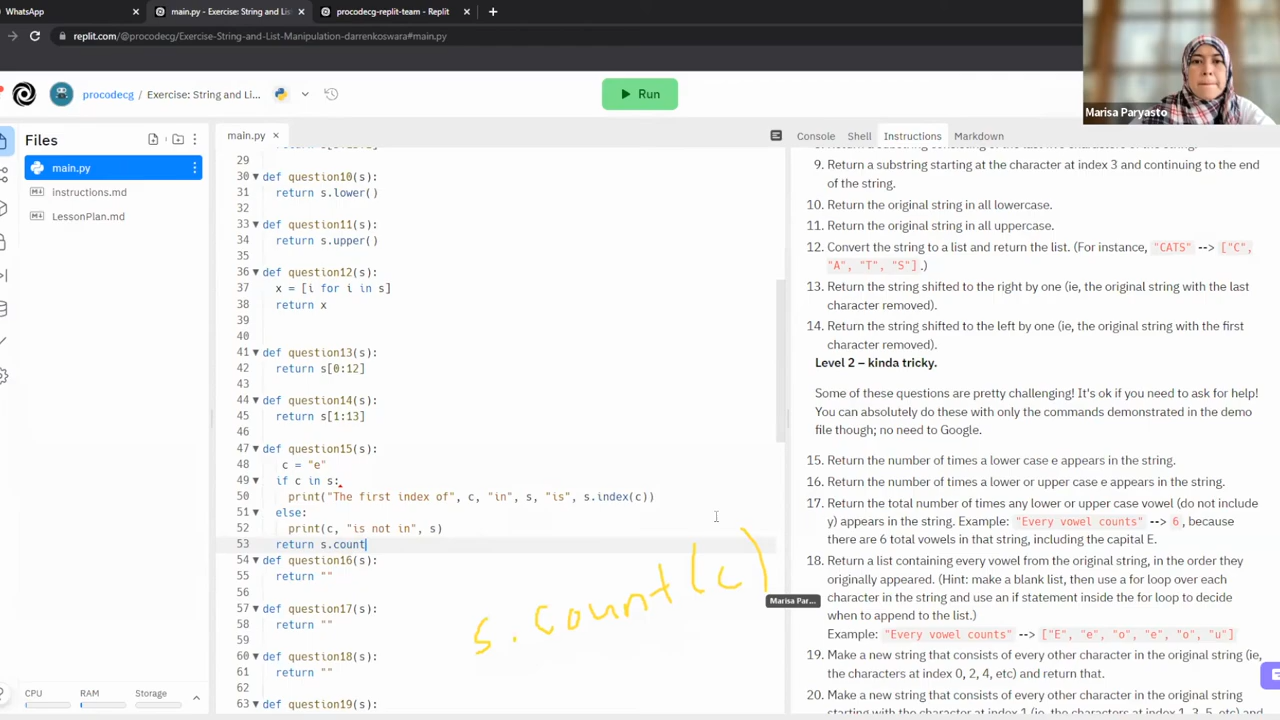 WhatsApp
main.py - Exercise: String and Lis
procodecg-replit-team - Replit
replit.com/@procodecg/Exercise-String-and-List-Manipulation-darrenkoswara#main.py
Marisa Paryasto
procodecg / Exercise: String and Li...
Run
Files
main.py
instructions.md
LessonPlan.md
CPU RAM Storage
main.py
29
30 def question10(s):
31 return s.lower()
32
33 def question11(s):
34 return s.upper()
35
36 def question12(s):
37 x = [i for i in s]
38 return x
39
40
41 def question13(s):
42 return s[0:12]
43
44 def question14(s):
45 return s[1:13]
46
47 def question15(s):
48 c = "e"
49 if c in s:
50 print("The first index of", c, "in", s, "is", s.index(c))
51 else:
52 print(c, "is not in", s)
53 return s.count
54 def question16(s):
55 return ""
56
57 def question17(s):
58 return ""
59
60 def question18(s):
61 return ""
62
63 def question19(s):
s.count(c)
Marisa Par...
Console Shell Instructions Markdown
9. Return a substring starting at the character at index 3 and continuing to the end
of the string.
10. Return the original string in all lowercase.
11. Return the original string in all uppercase.
12. Convert the string to a list and return the list. (For instance, "CATS" --> ["C",
"A", "T", "S"].)
13. Return the string shifted to the right by one (ie, the original string with the last
character removed).
14. Return the string shifted to the left by one (ie, the original string with the first
character removed).
Level 2 – kinda tricky.
Some of these questions are pretty challenging! It's ok if you need to ask for help!
You can absolutely do these with only the commands demonstrated in the demo
file though; no need to Google.
15. Return the number of times a lower case e appears in the string.
16. Return the number of times a lower or upper case e appears in the string.
17. Return the total number of times any lower or upper case vowel (do not include
y) appears in the string. Example: "Every vowel counts" --> 6, because
there are 6 total vowels in that string, including the capital E.
18. Return a list containing every vowel from the original string, in the order they
originally appeared. (Hint: make a blank list, then use a for loop over each
character in the string and use an if statement inside the for loop to decide
when to append to the list.)
Example: "Every vowel counts" --> ["E", "e", "o", "e", "o", "u"]
19. Make a new string that consists of every other character in the original string (ie,
the characters at index 0, 2, 4, etc) and return that.
20. Make a new string that consists of every other character in the original string
starting with the character at index 1 (ie, the characters at index 1, 3, 5, etc) and